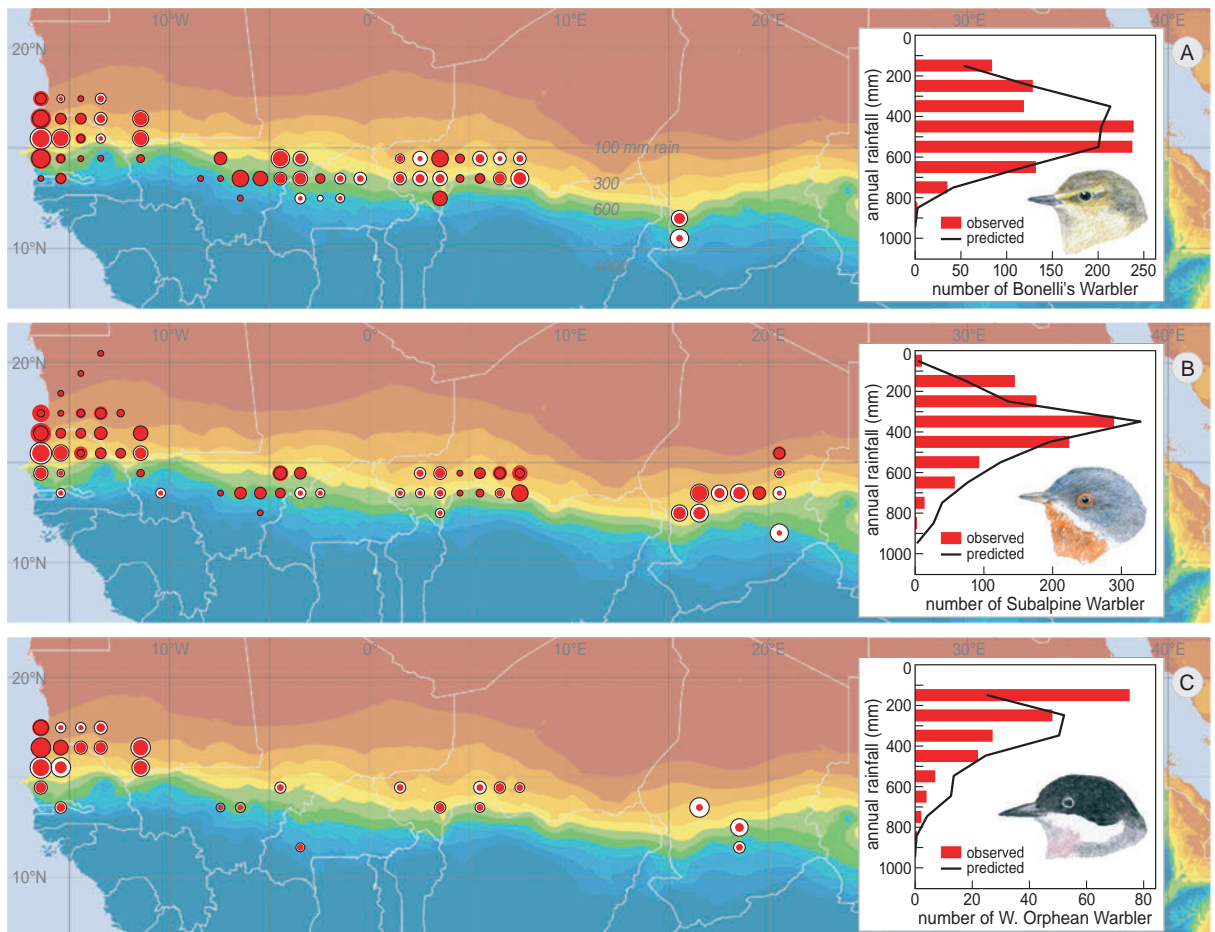 10°W 0° 10°E 20°E 30°E 40°E
20°N
10°N
100 mm rain
300
600
1000
A
0
200
400
600
800
1000
annual rainfall (mm)
observed
predicted
0 50 100 150 200 250
number of Bonelli's Warbler
10°W 0° 10°E 20°E 30°E 40°E
20°N
10°N
B
0
200
400
600
800
1000
annual rainfall (mm)
observed
predicted
0 100 200 300
number of Subalpine Warbler
10°W 0° 10°E 20°E 30°E 40°E
20°N
10°N
C
0
200
400
600
800
1000
annual rainfall (mm)
observed
predicted
0 20 40 60 80
number of W. Orphean Warbler